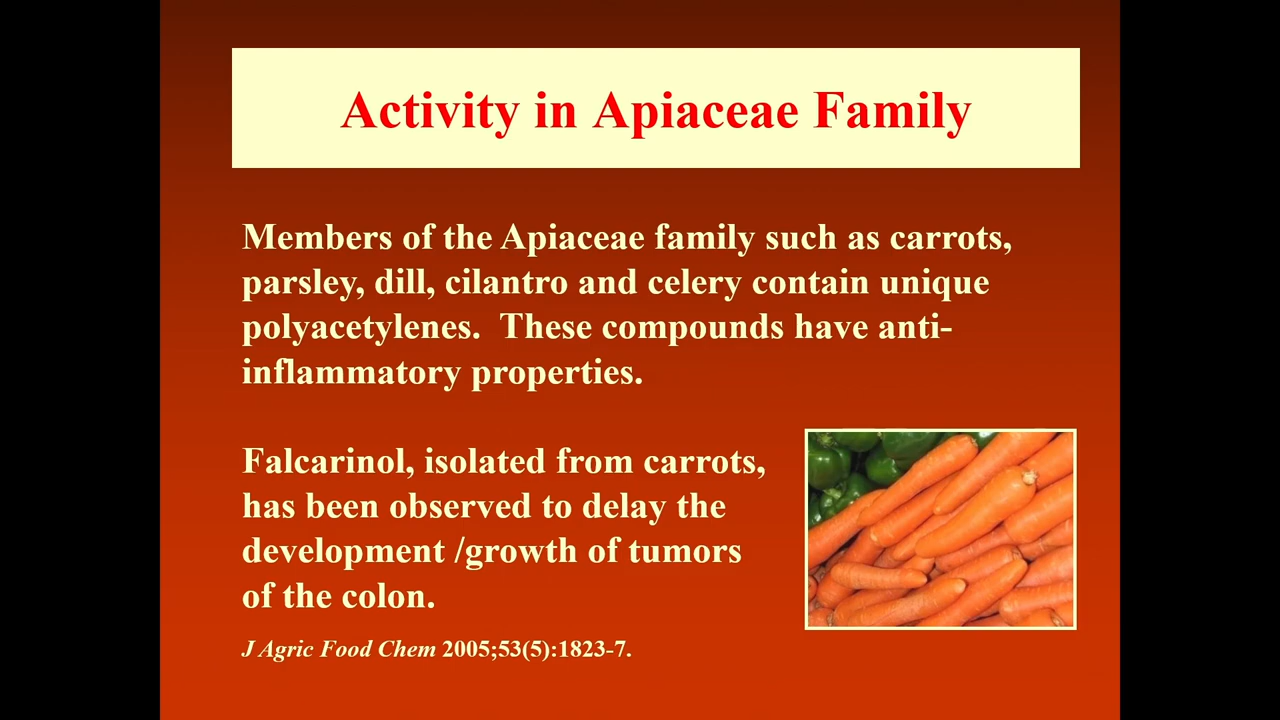 Activity in Apiaceae Family
Members of the Apiaceae family such as carrots,
parsley, dill, cilantro and celery contain unique
polyacetylenes.  These compounds have anti-
inflammatory properties.
Falcarinol, isolated from carrots,
has been observed to delay the
development /growth of tumors
of the colon.
J Agric Food Chem 2005;53(5):1823-7.